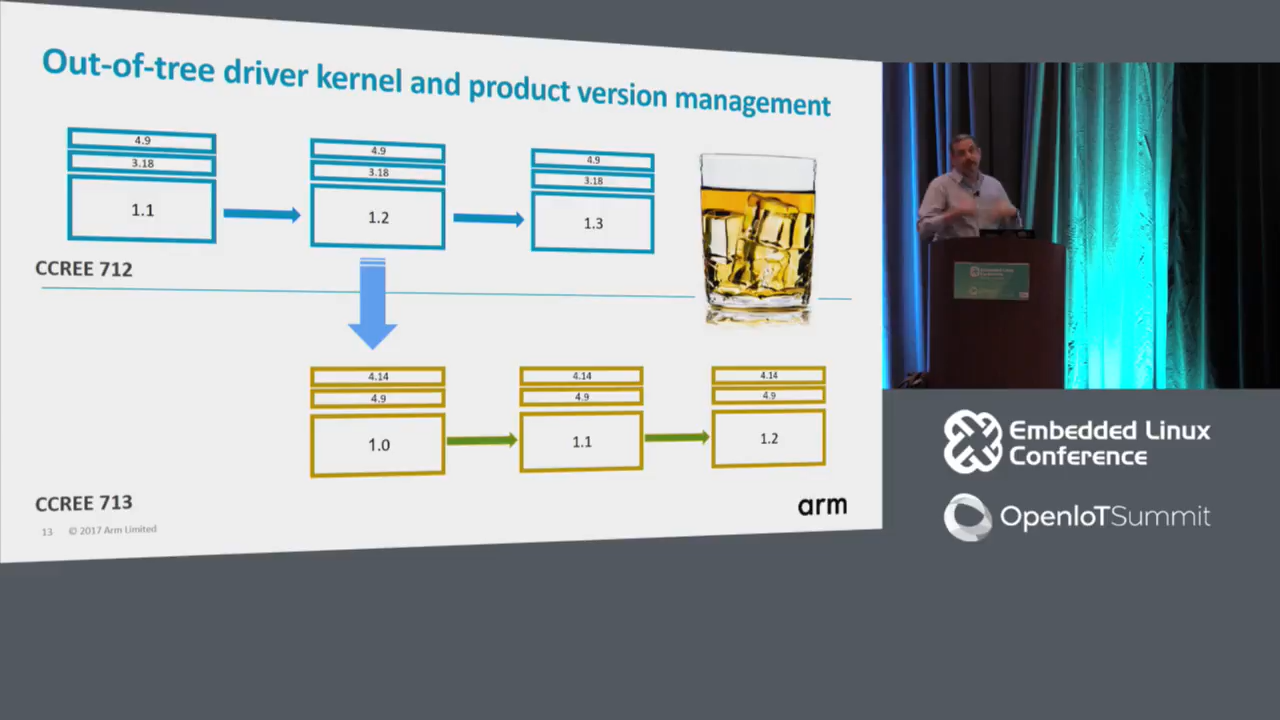 Out-of-tree driver kernel and product version management
4.9
3.18
1.1
4.9
3.18
1.2
4.9
3.18
1.3
CCREE 712
4.14
4.9
1.0
4.14
4.9
1.1
4.14
4.9
1.2
CCREE 713
13 © 2017 Arm Limited
arm
Embedded Linux
Conference
OpenIoTSummit